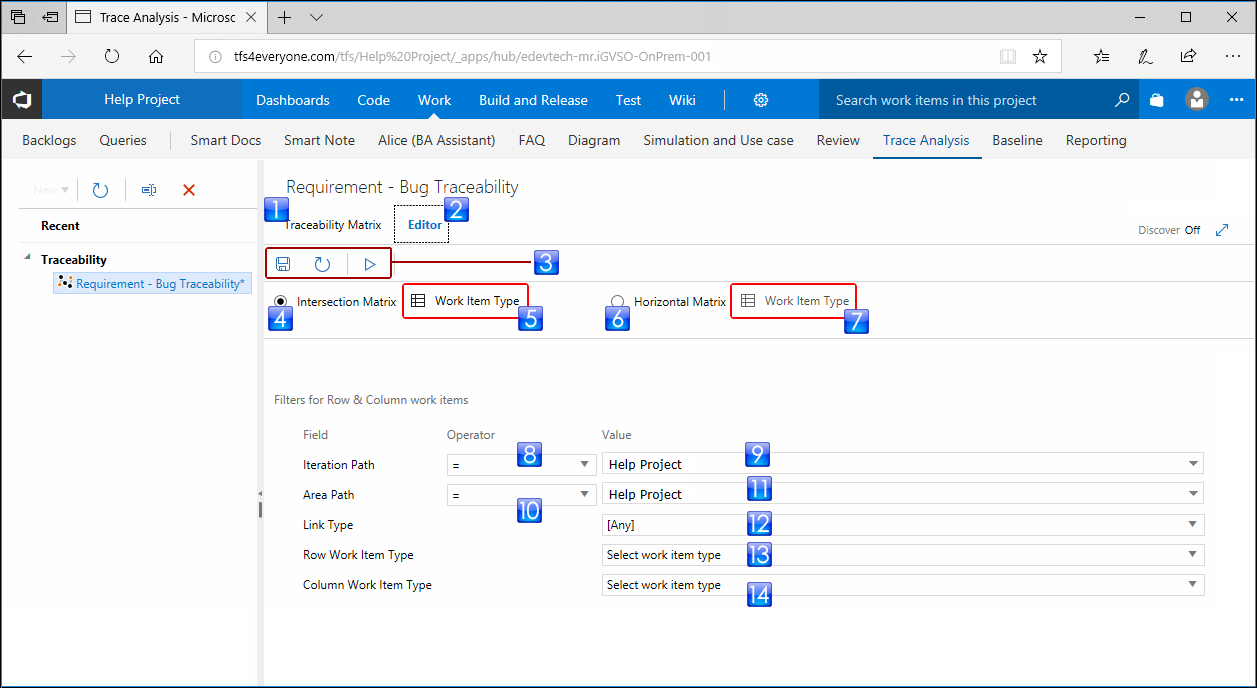 Trace Analysis - Microsc
tfs4everyone.com/tfs/Help%20Project/_apps/hub/edevtech-mr.iGVSO-OnPrem-001
Help Project Dashboards Code Work Build and Release Test Wiki Search work items in this project
Backlogs Queries Smart Docs Smart Note Alice (BA Assistant) FAQ Diagram Simulation and Use case Review Trace Analysis Baseline Reporting
New
Recent
Traceability
Requirement - Bug Traceability*
Requirement - Bug Traceability
1 2
Traceability Matrix Editor
Discover Off
3
Intersection Matrix Work Item Type Horizontal Matrix Work Item Type
4 5 6 7
Filters for Row & Column work items
Field Operator Value
8 9
Iteration Path = Help Project
Area Path = Help Project
10 11
Link Type [Any] 12
Row Work Item Type Select work item type 13
Column Work Item Type Select work item type 14